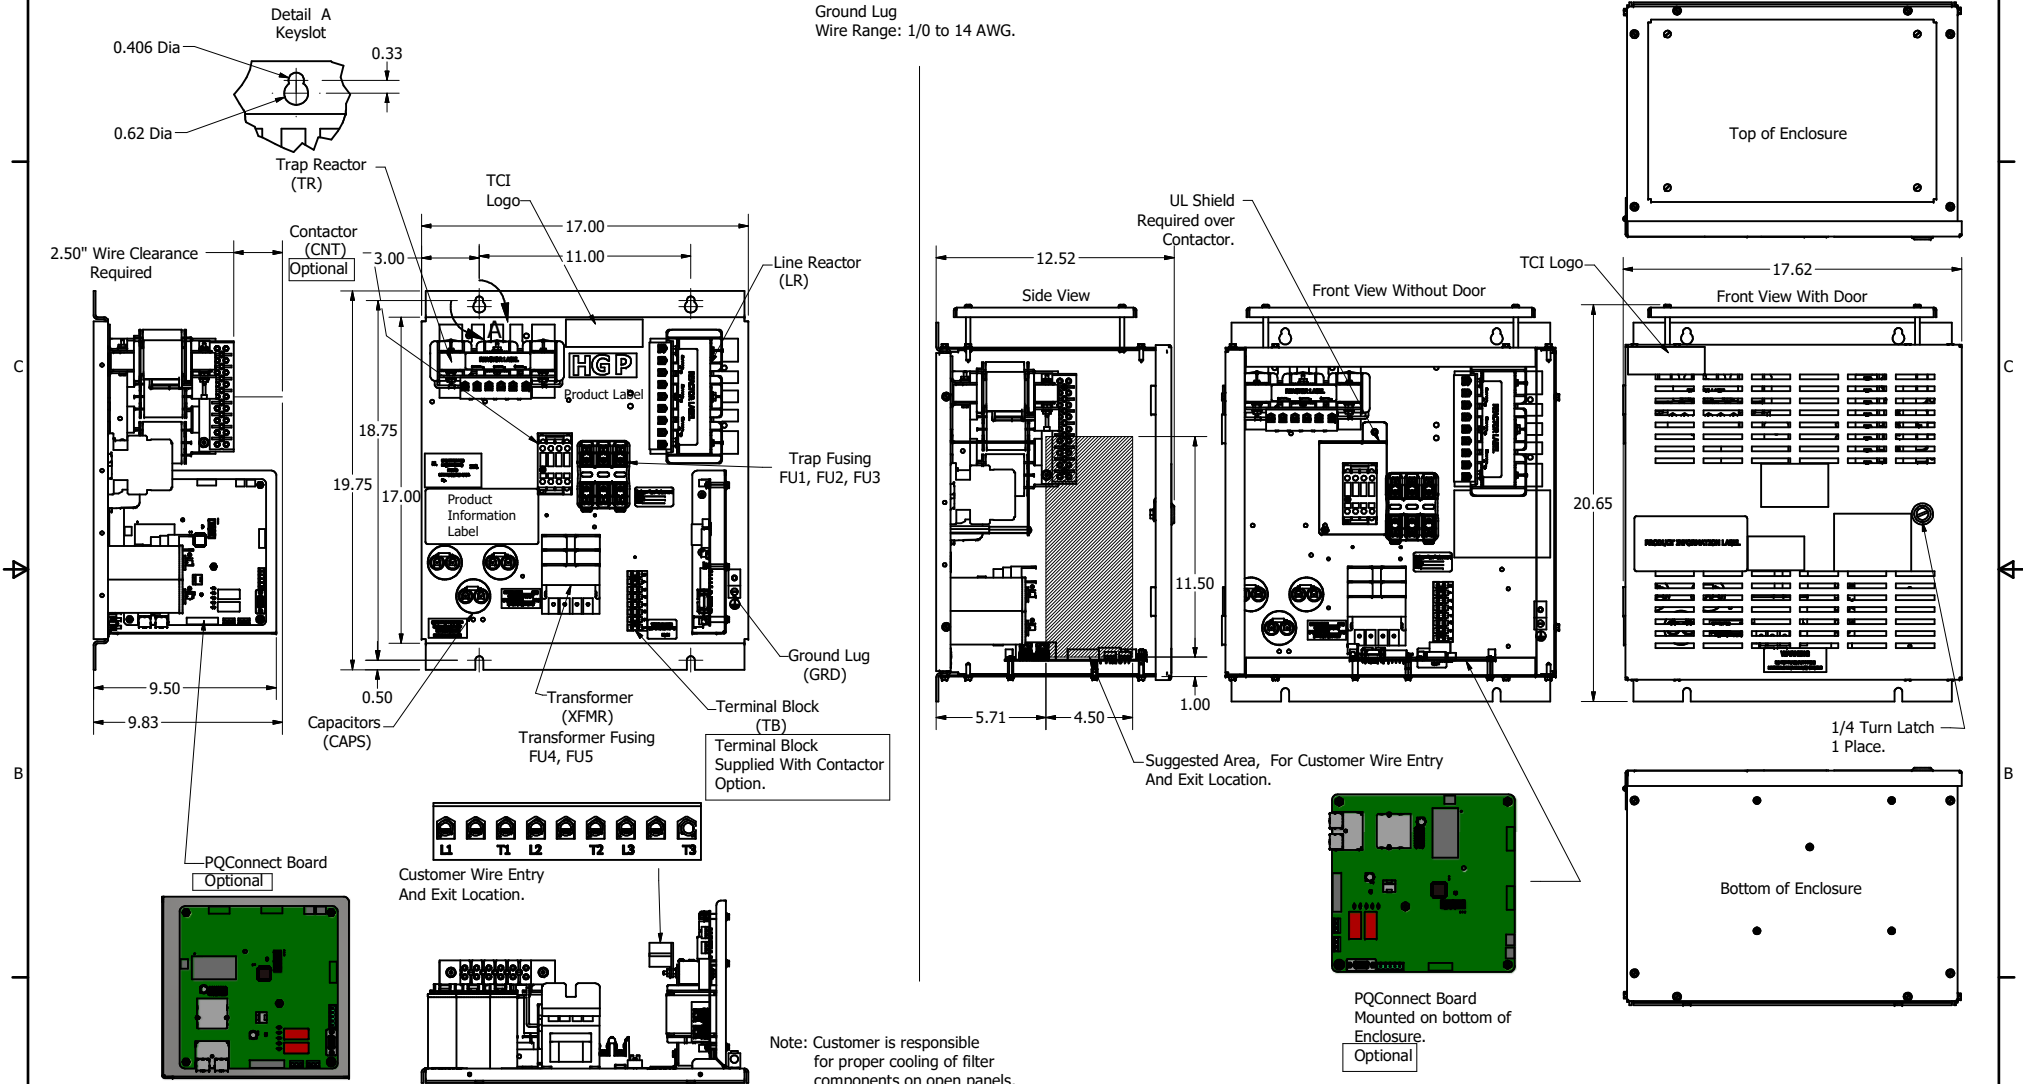 Detail A
Keyslot
0.406 Dia
0.33
0.62 Dia
Ground Lug
Wire Range: 1/0 to 14 AWG.
Trap Reactor
(TR)
TCI
Logo
Contactor
(CNT)
Optional
2.50" Wire Clearance
Required
17.00
3.00
11.00
Line Reactor
(LR)
A
HGP
Product Label
REACTOR LABEL
18.75
19.75
17.00
Trap Fusing
FU1, FU2, FU3
Product
Information
Label
Ground Lug
(GRD)
0.50
9.50
9.83
Capacitors
(CAPS)
Transformer
(XFMR)
Transformer Fusing
FU4, FU5
Terminal Block
(TB)
Terminal Block
Supplied With Contactor
Option.
L1 T1 L2 T2 L3 T3
Customer Wire Entry
And Exit Location.
PQConnect Board
Optional
Note: Customer is responsible
for proper cooling of filter
components on open panels.
UL Shield
Required over
Contactor.
12.52
Side View
Front View Without Door
REACTOR LABEL
11.50
1.00
5.71
4.50
Suggested Area, For Customer Wire Entry
And Exit Location.
PQConnect Board
Mounted on bottom of
Enclosure.
Optional
Top of Enclosure
TCI Logo
17.62
Front View With Door
20.65
PRODUCT INFORMATION LABEL
WARNING
1/4 Turn Latch
1 Place.
Bottom of Enclosure
C
C
B
B